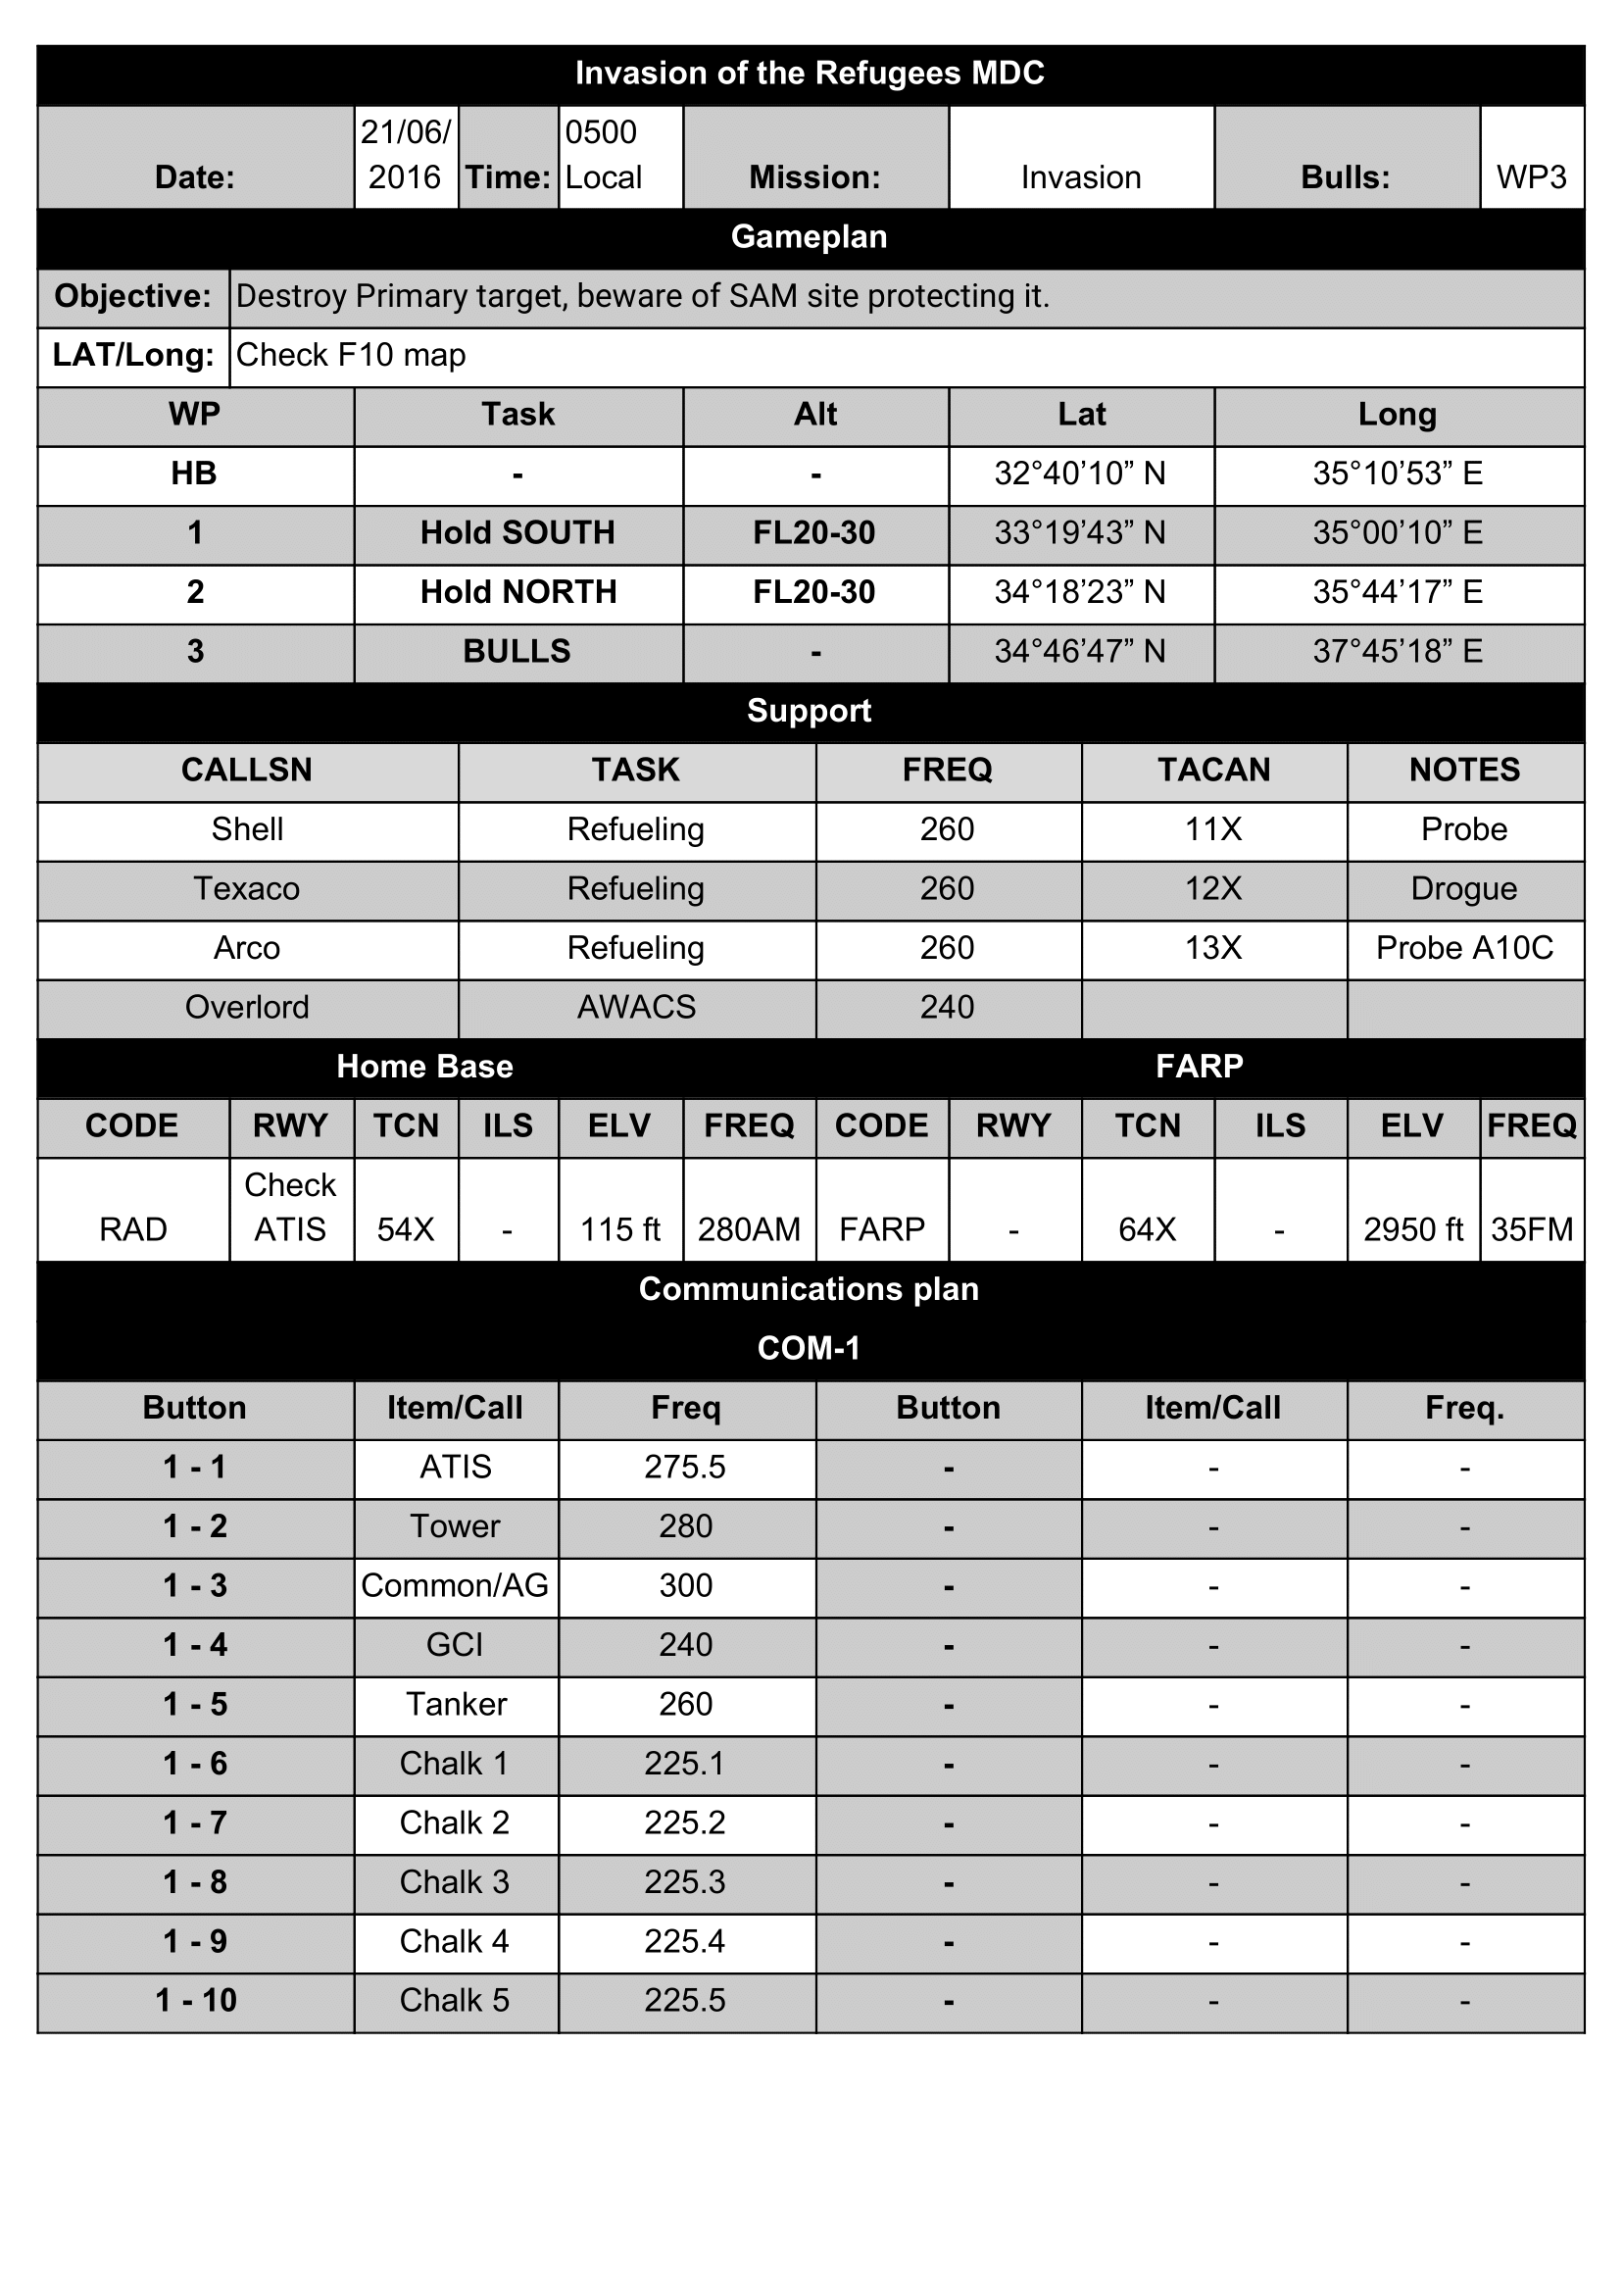 Invasion of the Refugees MDC
Date: 21/06/2016 Time: 0500 Local Mission: Invasion Bulls: WP3
Gameplan
Objective: Destroy Primary target, beware of SAM site protecting it.
LAT/Long: Check F10 map
WP Task Alt Lat Long
HB - - 32°40’10” N 35°10’53” E
1 Hold SOUTH FL20-30 33°19’43” N 35°00’10” E
2 Hold NORTH FL20-30 34°18’23” N 35°44’17” E
3 BULLS - 34°46’47” N 37°45’18” E
Support
CALLSN TASK FREQ TACAN NOTES
Shell Refueling 260 11X Probe
Texaco Refueling 260 12X Drogue
Arco Refueling 260 13X Probe A10C
Overlord AWACS 240
Home Base FARP
CODE RWY TCN ILS ELV FREQ CODE RWY TCN ILS ELV FREQ
RAD Check ATIS 54X - 115 ft 280AM FARP - 64X - 2950 ft 35FM
Communications plan
COM-1
Button Item/Call Freq Button Item/Call Freq.
1 - 1 ATIS 275.5 - - -
1 - 2 Tower 280 - - -
1 - 3 Common/AG 300 - - -
1 - 4 GCI 240 - - -
1 - 5 Tanker 260 - - -
1 - 6 Chalk 1 225.1 - - -
1 - 7 Chalk 2 225.2 - - -
1 - 8 Chalk 3 225.3 - - -
1 - 9 Chalk 4 225.4 - - -
1 - 10 Chalk 5 225.5 - - -